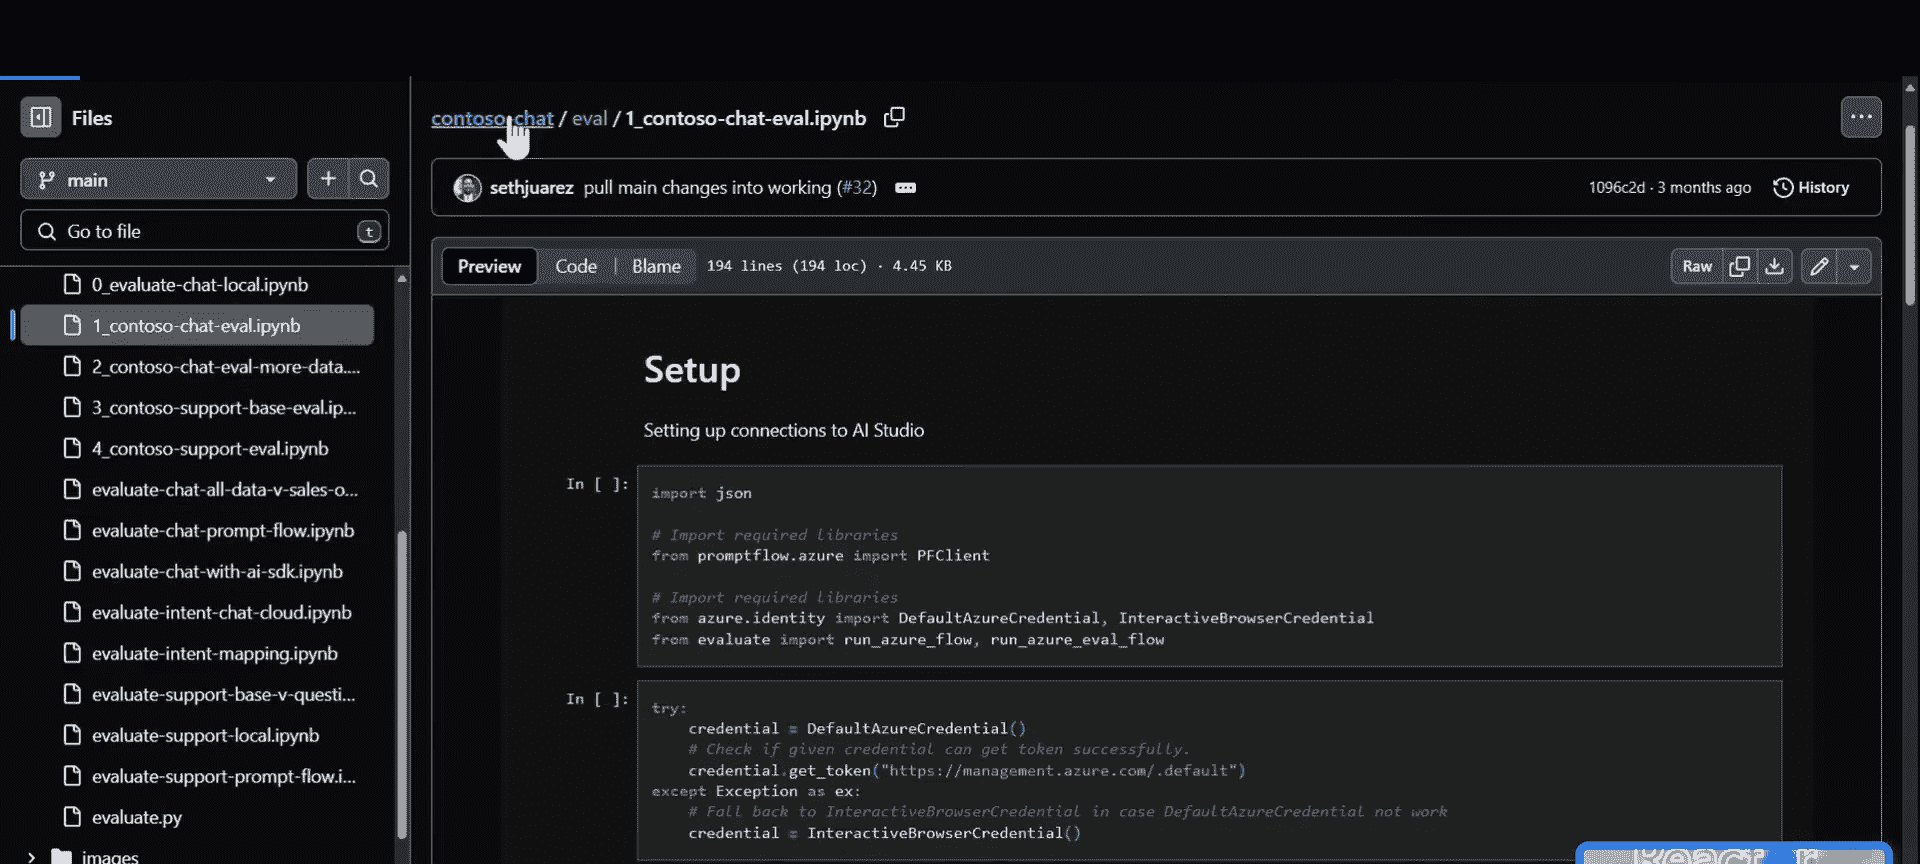 Files
main
Go to file
t
0_evaluate-chat-local.ipynb
1_contoso-chat-eval.ipynb
2_contoso-chat-eval-more-data....
3_contoso-support-base-eval.ip...
4_contoso-support-eval.ipynb
evaluate-chat-all-data-v-sales-o...
evaluate-chat-prompt-flow.ipynb
evaluate-chat-with-ai-sdk.ipynb
evaluate-intent-chat-cloud.ipynb
evaluate-intent-mapping.ipynb
evaluate-support-base-v-questi...
evaluate-support-local.ipynb
evaluate-support-prompt-flow.i...
evaluate.py
images
contoso-chat / eval / 1_contoso-chat-eval.ipynb
sethjuarez pull main changes into working (#32)
1096c2d · 3 months ago
History
Preview Code Blame 194 lines (194 loc) · 4.45 KB
Raw
Setup
Setting up connections to AI Studio
In [ ]:
import json
# Import required libraries
from promptflow.azure import PFClient
# Import required libraries
from azure.identity import DefaultAzureCredential, InteractiveBrowserCredential
from evaluate import run_azure_flow, run_azure_eval_flow
In [ ]:
try:
    credential = DefaultAzureCredential()
    # Check if given credential can get token successfully.
    credential.get_token("https://management.azure.com/.default")
except Exception as ex:
    # Fall back to InteractiveBrowserCredential in case DefaultAzureCredential not work
    credential = InteractiveBrowserCredential()